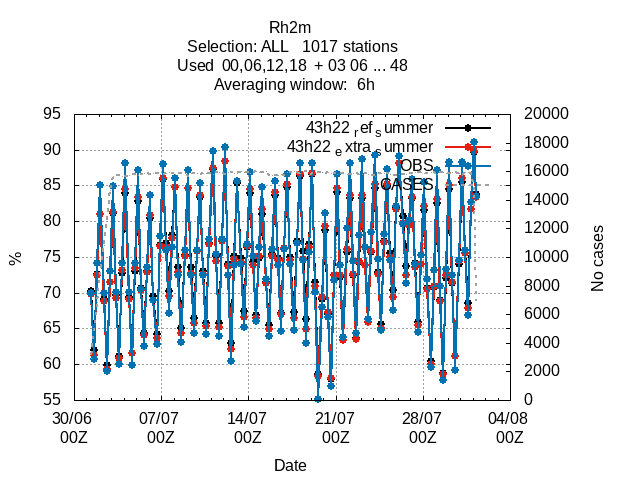 Rh2m
Selection: ALL 1017 stations
Used 00,06,12,18 + 03 06 ... 48
Averaging window: 6h
95
90
85
80
75
70
65
60
55
%
20000
18000
16000
14000
12000
10000
8000
6000
4000
2000
0
No cases
43h22 ref summer
43h22 extra summer
OBS
CASES
30/06 07/07 14/07 21/07 28/07 04/08
00Z 00Z 00Z 00Z 00Z 00Z
Date